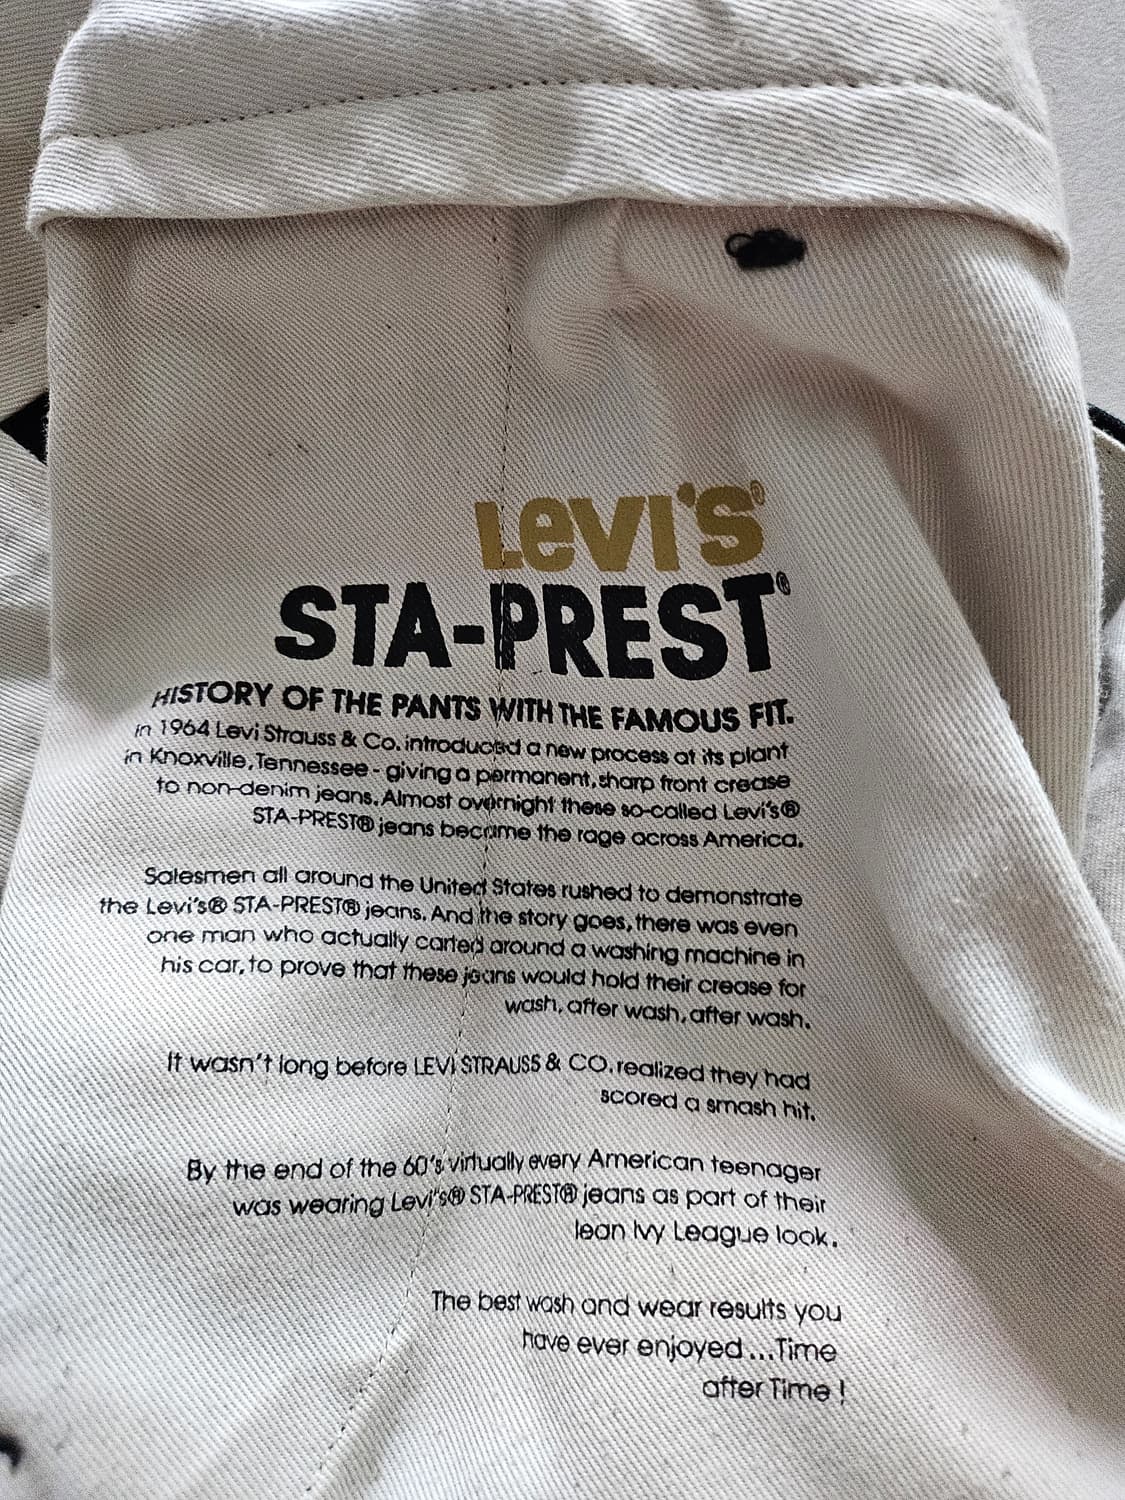 LEVI'S®
STA-PREST®
HISTORY OF THE PANTS WITH THE FAMOUS FIT.
in 1964 Levi Strauss & Co. introduced a new process at its plant
in Knoxville, Tennessee - giving a permanent, sharp front crease
to non-denim jeans. Almost overnight these so-called Levi's®
STA-PREST® jeans became the rage across America.
Salesmen all around the United States rushed to demonstrate
the Levi's® STA-PREST® jeans. And the story goes, there was even
one man who actually carted around a washing machine in
his car, to prove that these jeans would hold their crease for
wash, after wash, after wash.
It wasn't long before LEVI STRAUSS & CO. realized they had
scored a smash hit.
By the end of the 60's virtually every American teenager
was wearing Levi's® STA-PREST® jeans as part of their
lean Ivy League look.
The best wash and wear results you
have ever enjoyed ...Time
after Time !